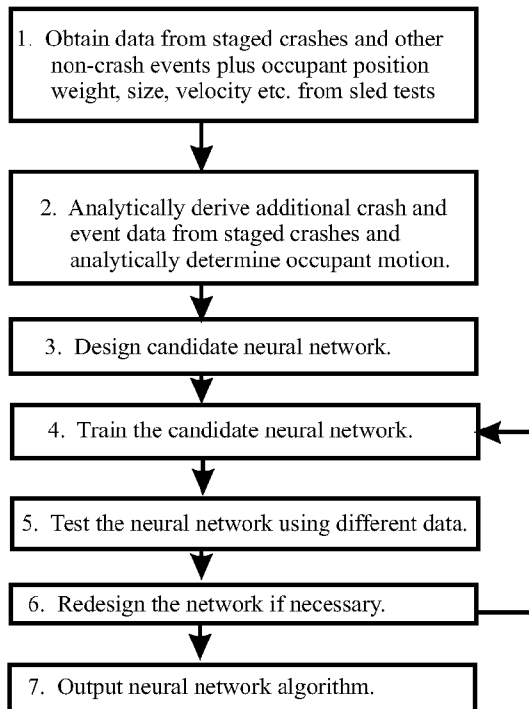 1. Obtain data from staged crashes and other
non-crash events plus occupant position
weight, size, velocity etc. from sled tests
2. Analytically derive additional crash and
event data from staged crashes and
analytically determine occupant motion.
3. Design candidate neural network.
4. Train the candidate neural network.
5. Test the neural network using different data.
6. Redesign the network if necessary.
7. Output neural network algorithm.